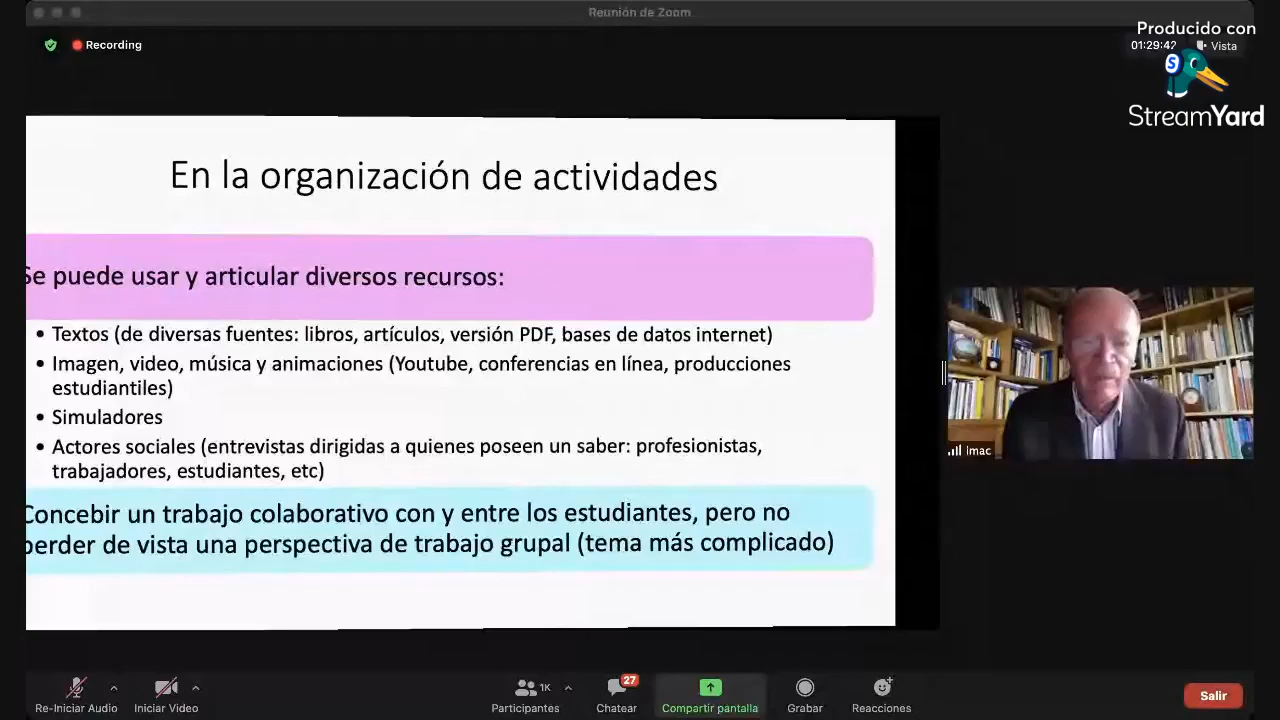 Reunión de Zoom
Recording
Producido con
01:29:42
Vista
S
StreamYard
En la organización de actividades
Se puede usar y articular diversos recursos:
• Textos (de diversas fuentes: libros, artículos, versión PDF, bases de datos internet)
• Imagen, video, música y animaciones (Youtube, conferencias en línea, producciones
estudiantiles)
• Simuladores
• Actores sociales (entrevistas dirigidas a quienes poseen un saber: profesionistas,
trabajadores, estudiantes, etc)
Concebir un trabajo colaborativo con y entre los estudiantes, pero no
perder de vista una perspectiva de trabajo grupal (tema más complicado)
imac
Re-Iniciar Audio
Iniciar Video
1K
Participantes
27
Chatear
Compartir pantalla
Grabar
Reacciones
Salir